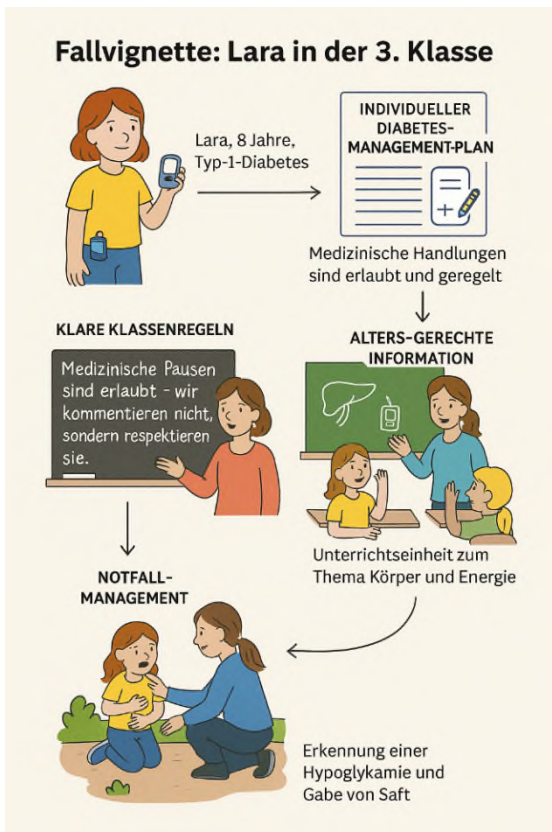 Fallvignette: Lara in der 3. Klasse
Lara, 8 Jahre,
Typ-1-Diabetes
INDIVIDUELLER
DIABETES-
MANAGEMENT-PLAN
Medizinische Handlungen
sind erlaubt und geregelt
KLARE KLASSENREGELN
Medizinische Pausen
sind erlaubt – wir
kommentieren nicht,
sondern respektieren
sie.
ALTERS-GERECHTE
INFORMATION
Unterrichtseinheit zum
Thema Körper und Energie
NOTFALL-
MANAGEMENT
Erkennung einer
Hypoglykamie und
Gabe von Saft